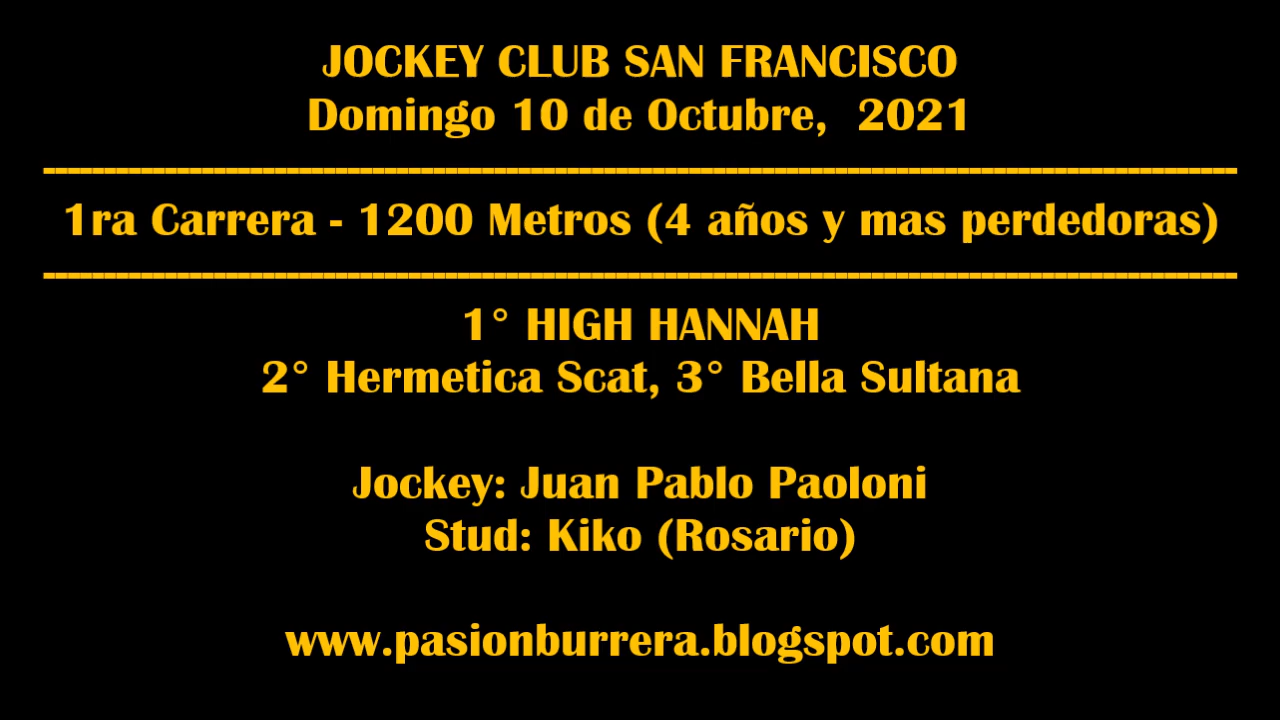 JOCKEY CLUB SAN FRANCISCO
Domingo 10 de Octubre,  2021
1ra Carrera - 1200 Metros (4 años y mas perdedoras)
1° HIGH HANNAH
2° Hermetica Scat, 3° Bella Sultana
Jockey: Juan Pablo Paoloni
Stud: Kiko (Rosario)
www.pasionburrera.blogspot.com